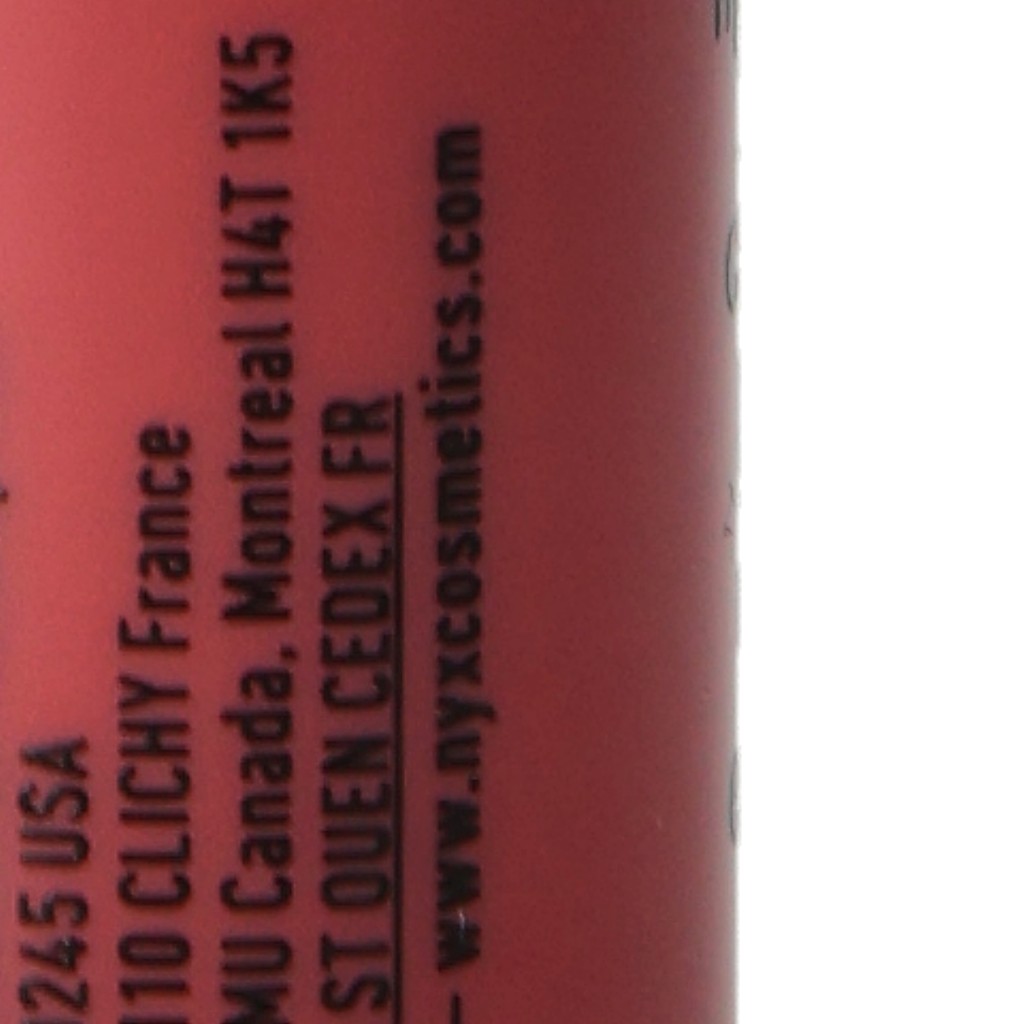 245 USA
110 CLICHY France
MU Canada, Montreal H4T 1K5
ST OUEN CEDEX FR
- www.nyxcosmetics.com